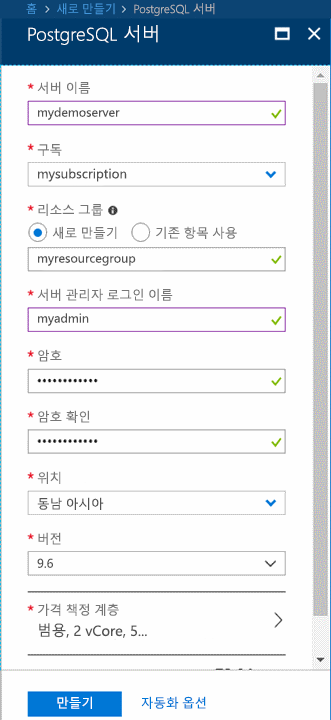 홈 > 새로 만들기 > PostgreSQL 서버
PostgreSQL 서버
* 서버 이름
mydemoserver
* 구독
mysubscription
* 리소스 그룹
새로 만들기 기존 항목 사용
myresourcegroup
* 서버 관리자 로그인 이름
myadmin
* 암호
••••••••••••
* 암호 확인
••••••••••••
* 위치
동남 아시아
* 버전
9.6
* 가격 책정 계층
범용, 2 vCore, 5...
만들기 자동화 옵션